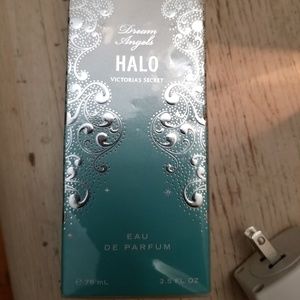 Dream
Angels
HALO
VICTORIA'S SECRET
EAU
DE PARFUM
e 75 mL 2.5 FL OZ